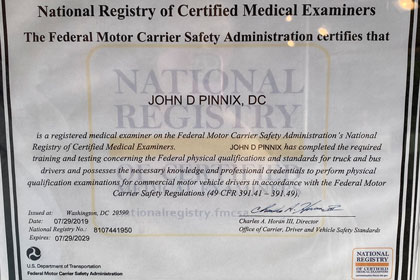 National Registry of Certified Medical Examiners
The Federal Motor Carrier Safety Administration certifies that
NATIONAL
REGISTRY
JOHN D PINNIX, DC
is a registered medical examiner on the Federal Motor Carrier Safety Administration's National
Registry of Certified Medical Examiners. JOHN D PINNIX has completed the required
training and testing concerning the Federal physical qualifications and standards for truck and bus
drivers and possesses the necessary knowledge and professional credentials to perform physical
qualification examinations for commercial motor vehicle drivers in accordance with the Federal Motor
Carrier Safety Regulations (49 CFR 391.41 – 391.49).
Issued at: Washington, DC 20590
Date: 07/29/2019
National Registry No.: 8107441950
Expires: 07/29/2029
nationalregistry.fmcsa
Charles A. Horan III, Director
Office of Carrier, Driver and Vehicle Safety Standards
U.S. Department of Transportation
Federal Motor Carrier Safety Administration
NATIONAL
REGISTRY
OF CERTIFIED MEDICAL
EXAMINERS